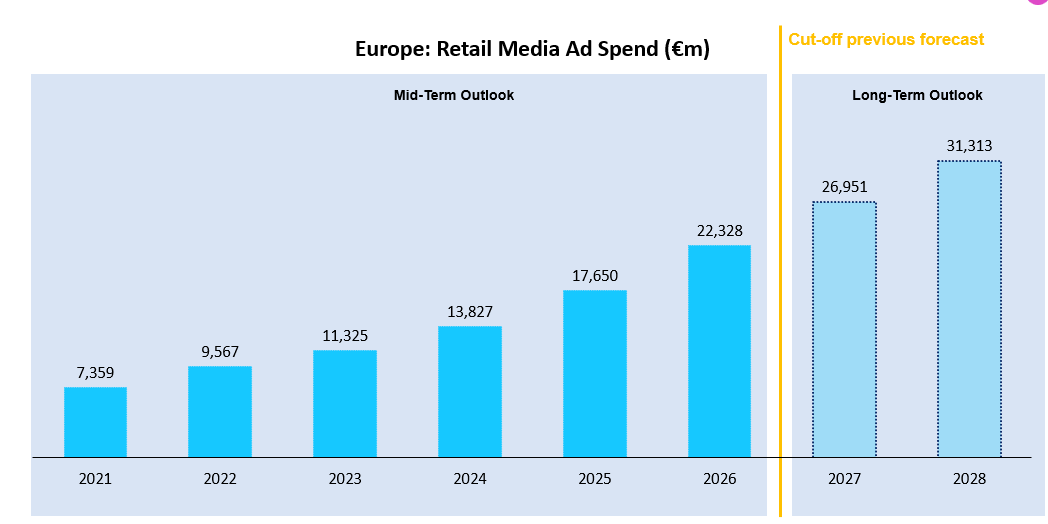 Cut-off previous forecast
Europe: Retail Media Ad Spend (€m)
Mid-Term Outlook
Long-Term Outlook
31,313
26,951
22,328
17,650
13,827
11,325
9,567
7,359
2021 2022 2023 2024 2025 2026 2027 2028